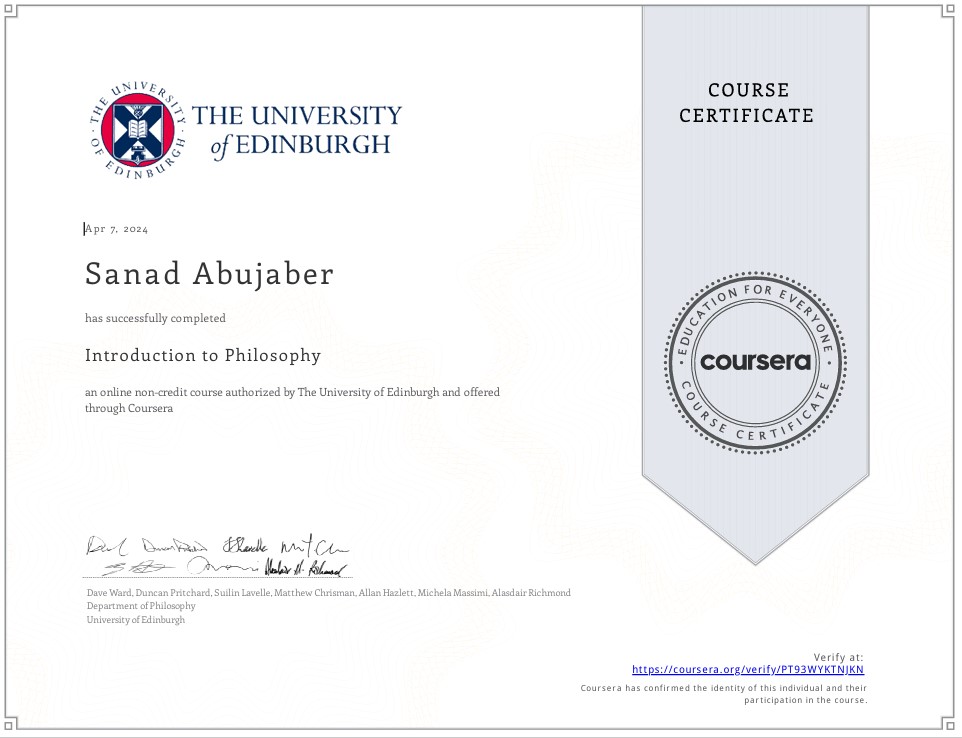 THE UNIVERSITY OF EDINBURGH
THE UNIVERSITY
of EDINBURGH
COURSE
CERTIFICATE
Apr 7, 2024
Sanad Abujaber
has successfully completed
Introduction to Philosophy
an online non-credit course authorized by The University of Edinburgh and offered
through Coursera
EDUCATION FOR EVERYONE
coursera
COURSE CERTIFICATE
Dave Ward, Duncan Pritchard, Suilin Lavelle, Matthew Chrisman, Allan Hazlett, Michela Massimi, Alasdair Richmond
Department of Philosophy
University of Edinburgh
Verify at:
https://coursera.org/verify/PT93WYKTNJKN
Coursera has confirmed the identity of this individual and their
participation in the course.